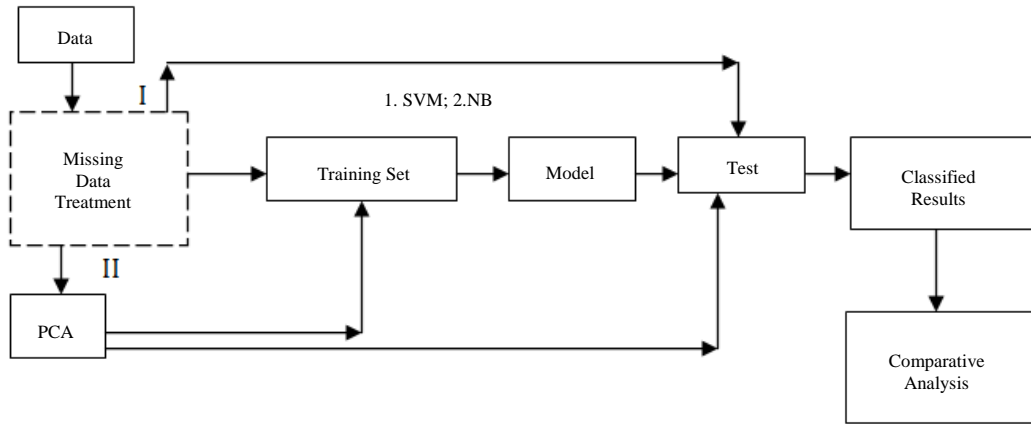 Data
I
1. SVM; 2.NB
Missing
Data
Treatment
Training Set
Model
Test
Classified
Results
II
PCA
Comparative
Analysis